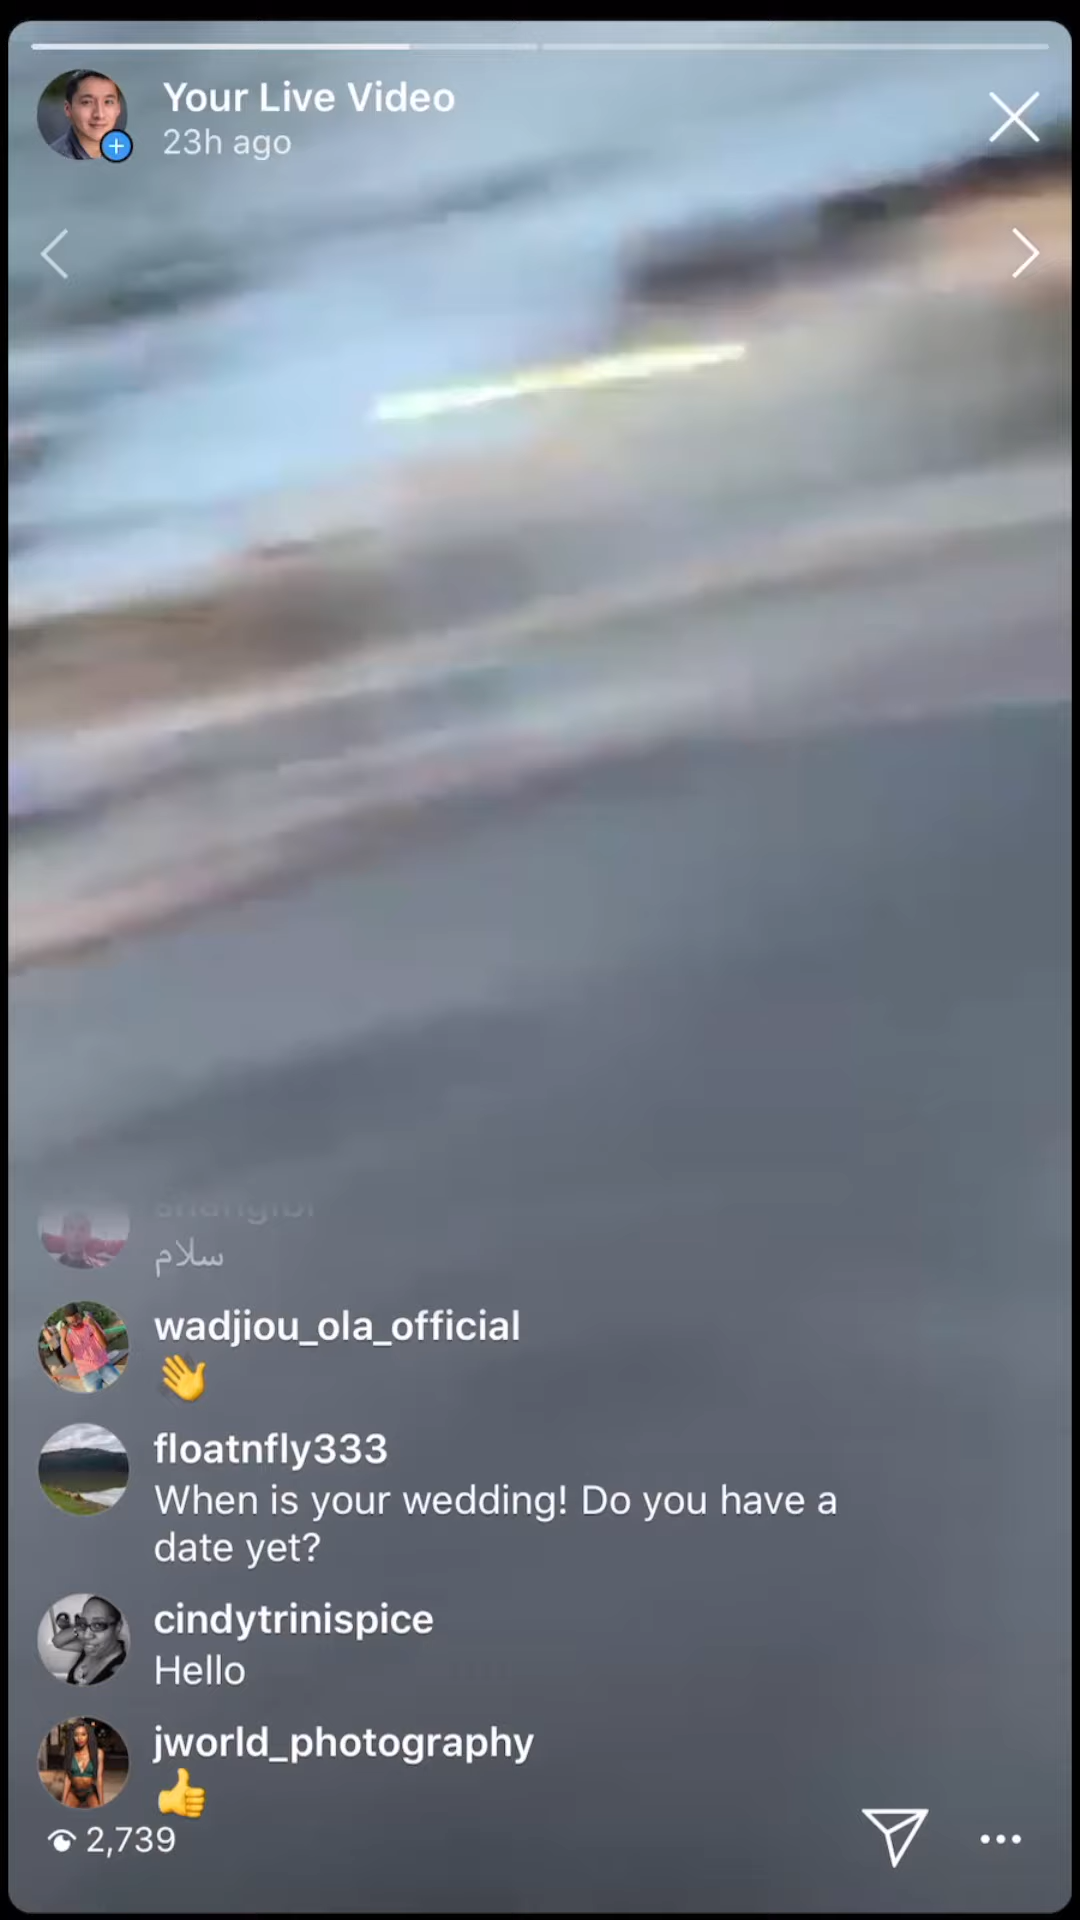 Your Live Video
23h ago
سلام
wadjiou_ola_official
👋
floatnfly333
When is your wedding! Do you have a
date yet?
cindytrinispice
Hello
jworld_photography
👍
2,739